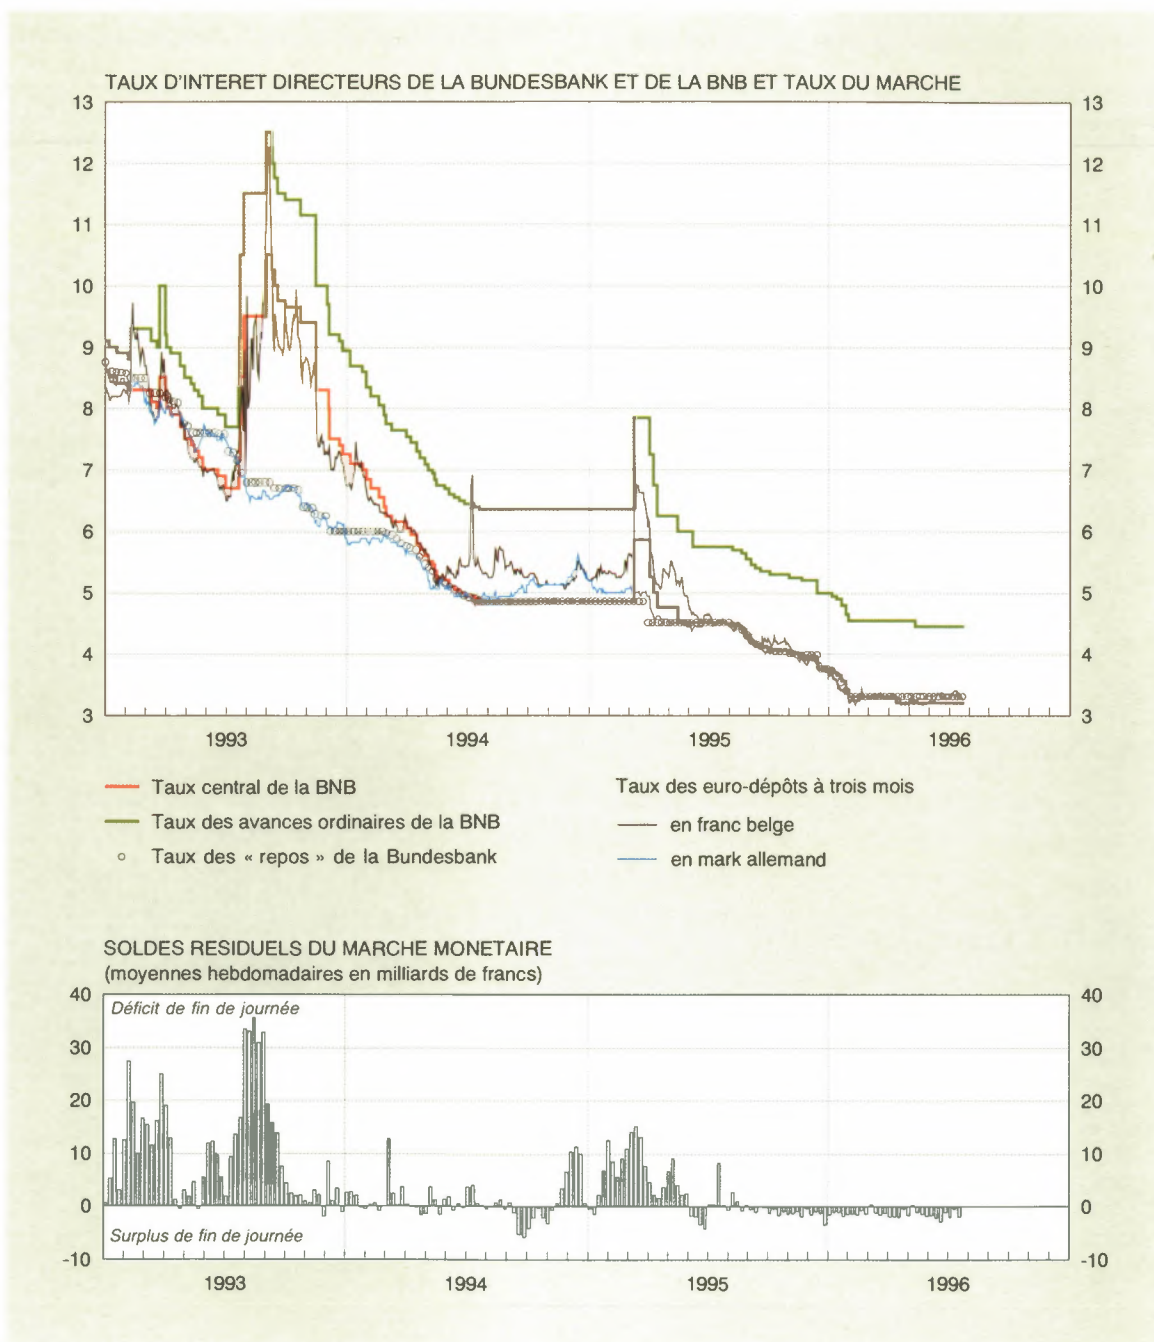 TAUX D'INTERET DIRECTEURS DE LA BUNDESBANK ET DE LA BNB ET TAUX DU MARCHE
13 13
12 12
11 11
10 10
9 9
8 8
7 7
6 6
5 5
4 4
3 3
1993 1994 1995 1996
Taux central de la BNB
Taux des avances ordinaires de la BNB
Taux des « repos » de la Bundesbank
Taux des euro-dépôts à trois mois
en franc belge
en mark allemand
SOLDES RESIDUELS DU MARCHE MONETAIRE
(moyennes hebdomadaires en milliards de francs)
40 40
Déficit de fin de journée
30 30
20 20
10 10
0 0
Surplus de fin de journée
-10 -10
1993 1994 1995 1996